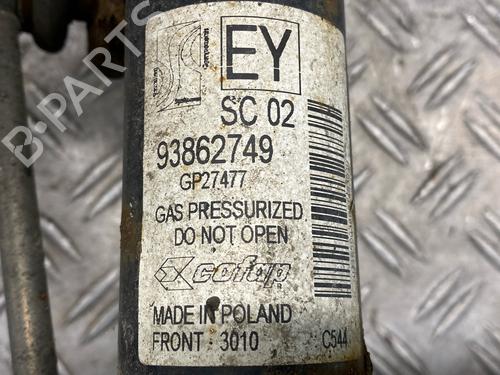 EY
SC 02
93862749
GP27477
GAS PRESSURIZED
DO NOT OPEN
cofap
MADE IN POLAND
FRONT 3010
C544
B-PARTS